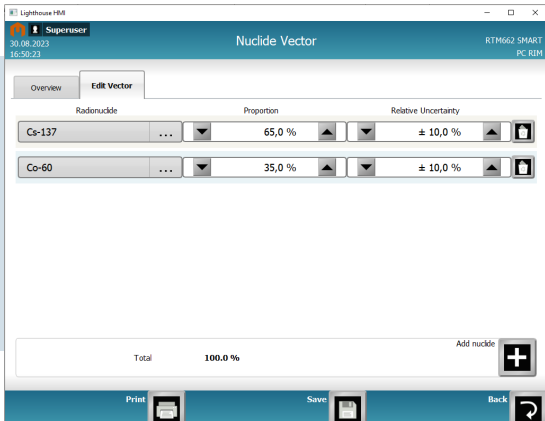 Lighthouse HMI
Superuser
30.08.2023
16:50:23
Nuclide Vector
RTM662 SMART
PC RIM
Overview
Edit Vector
Radionuclide
Proportion
Relative Uncertainty
Cs-137 ... 65,0 % ± 10,0 %
Co-60 ... 35,0 % ± 10,0 %
Add nuclide
Total 100.0 %
Print
Save
Back